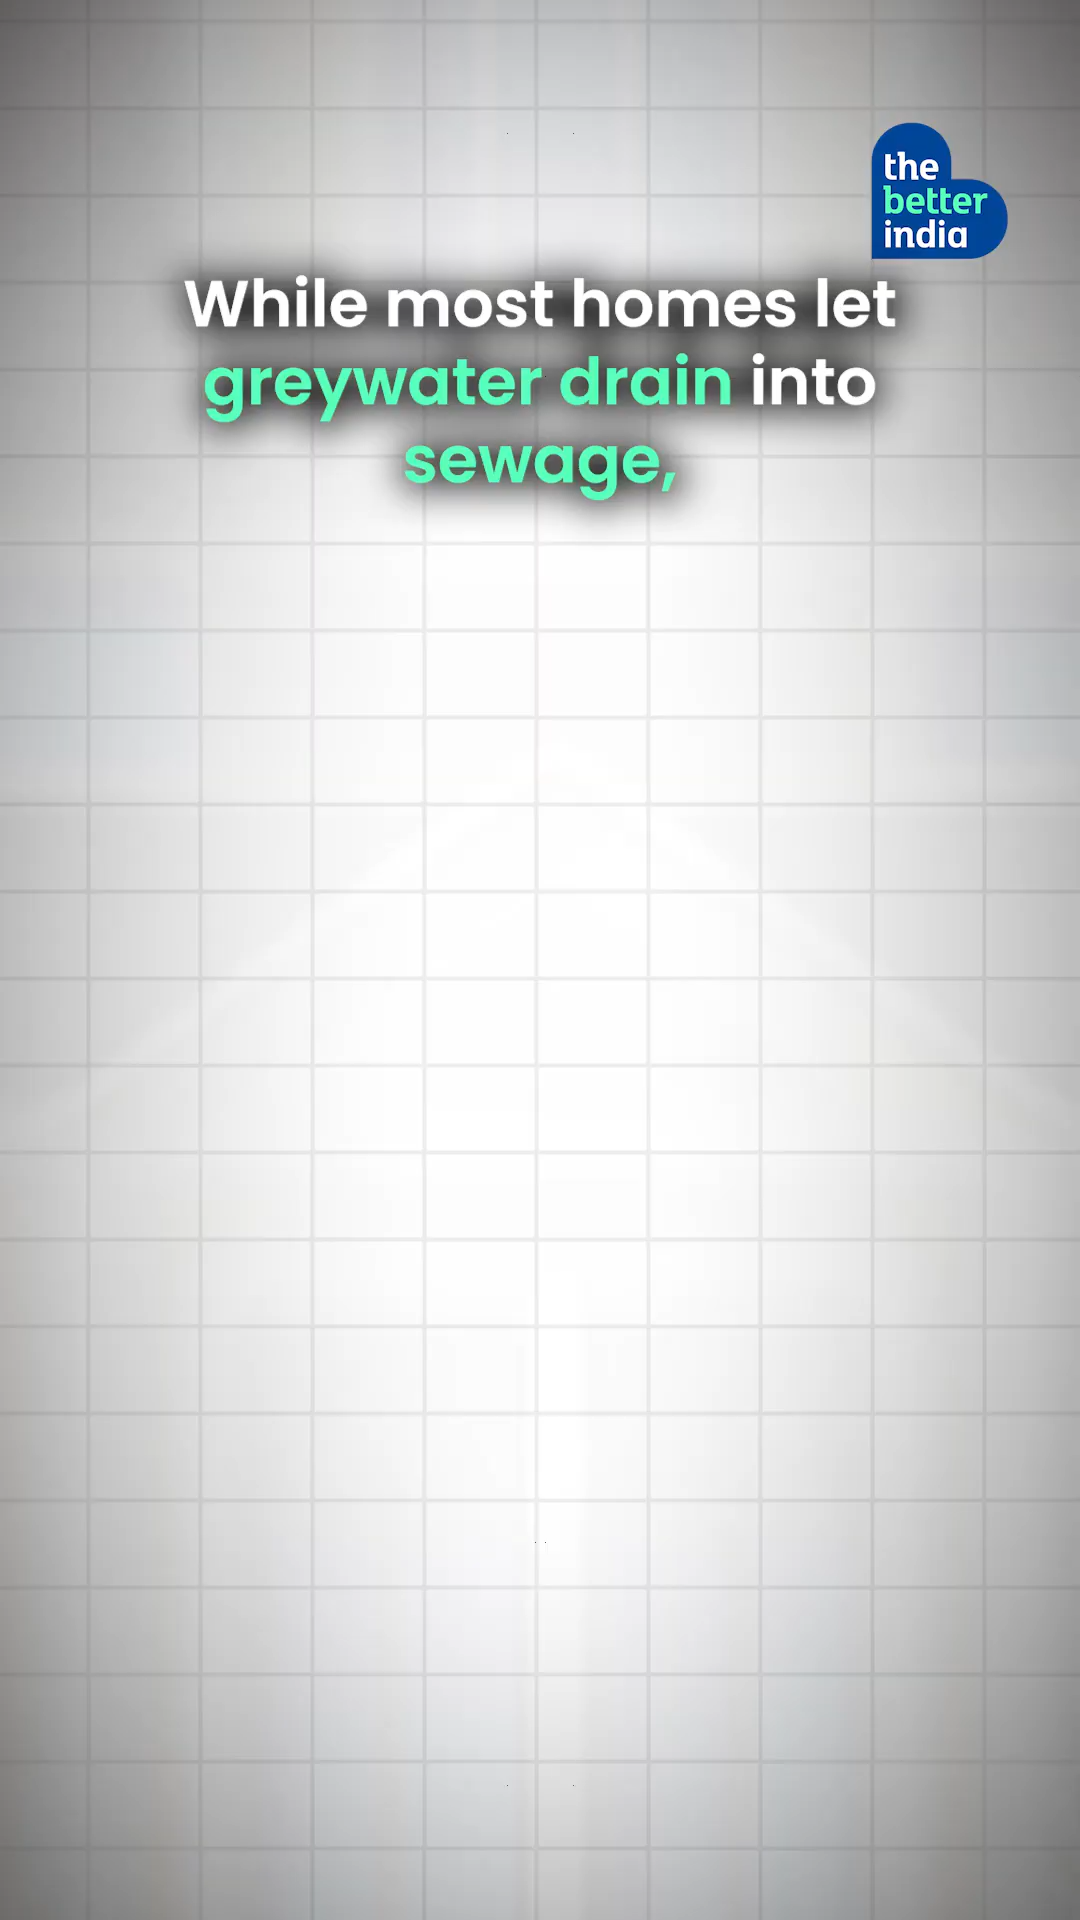 the
better
india
While most homes let
greywater drain into
sewage,